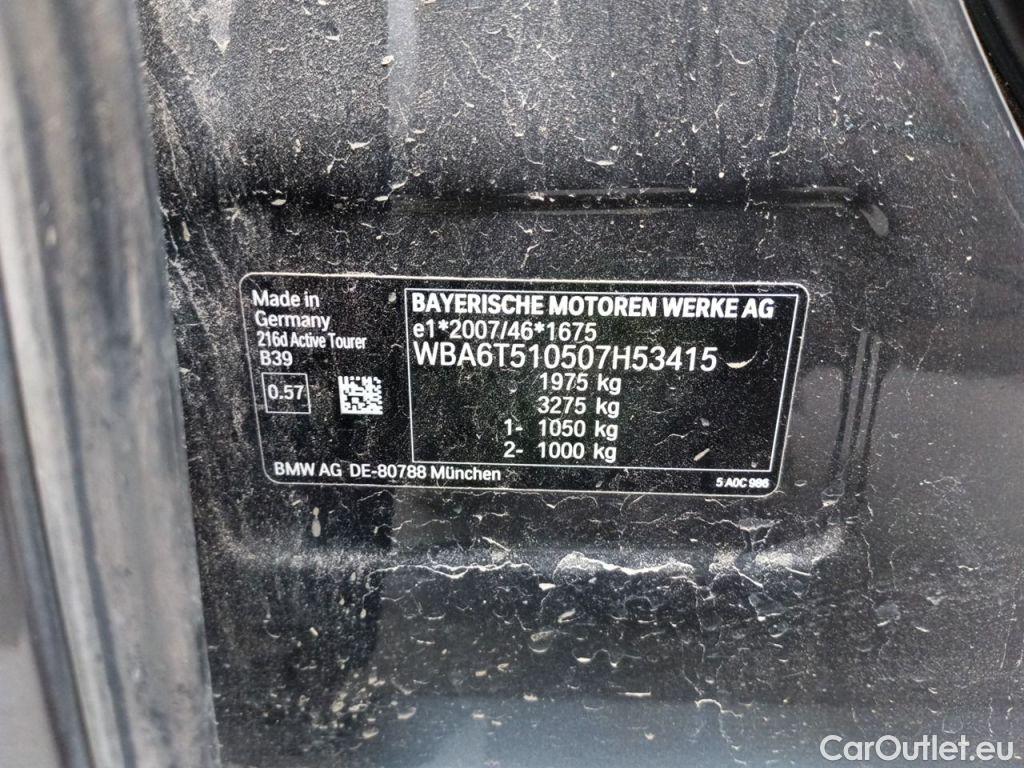 Made in
Germany
216d Active Tourer
B39
0.57
BMW AG DE-80788 München
BAYERISCHE MOTOREN WERKE AG
e1*2007/46*1675
WBA6T510507H53415
1975 kg
3275 kg
1- 1050 kg
2- 1000 kg
5 A0C 986
CarOutlet.eu